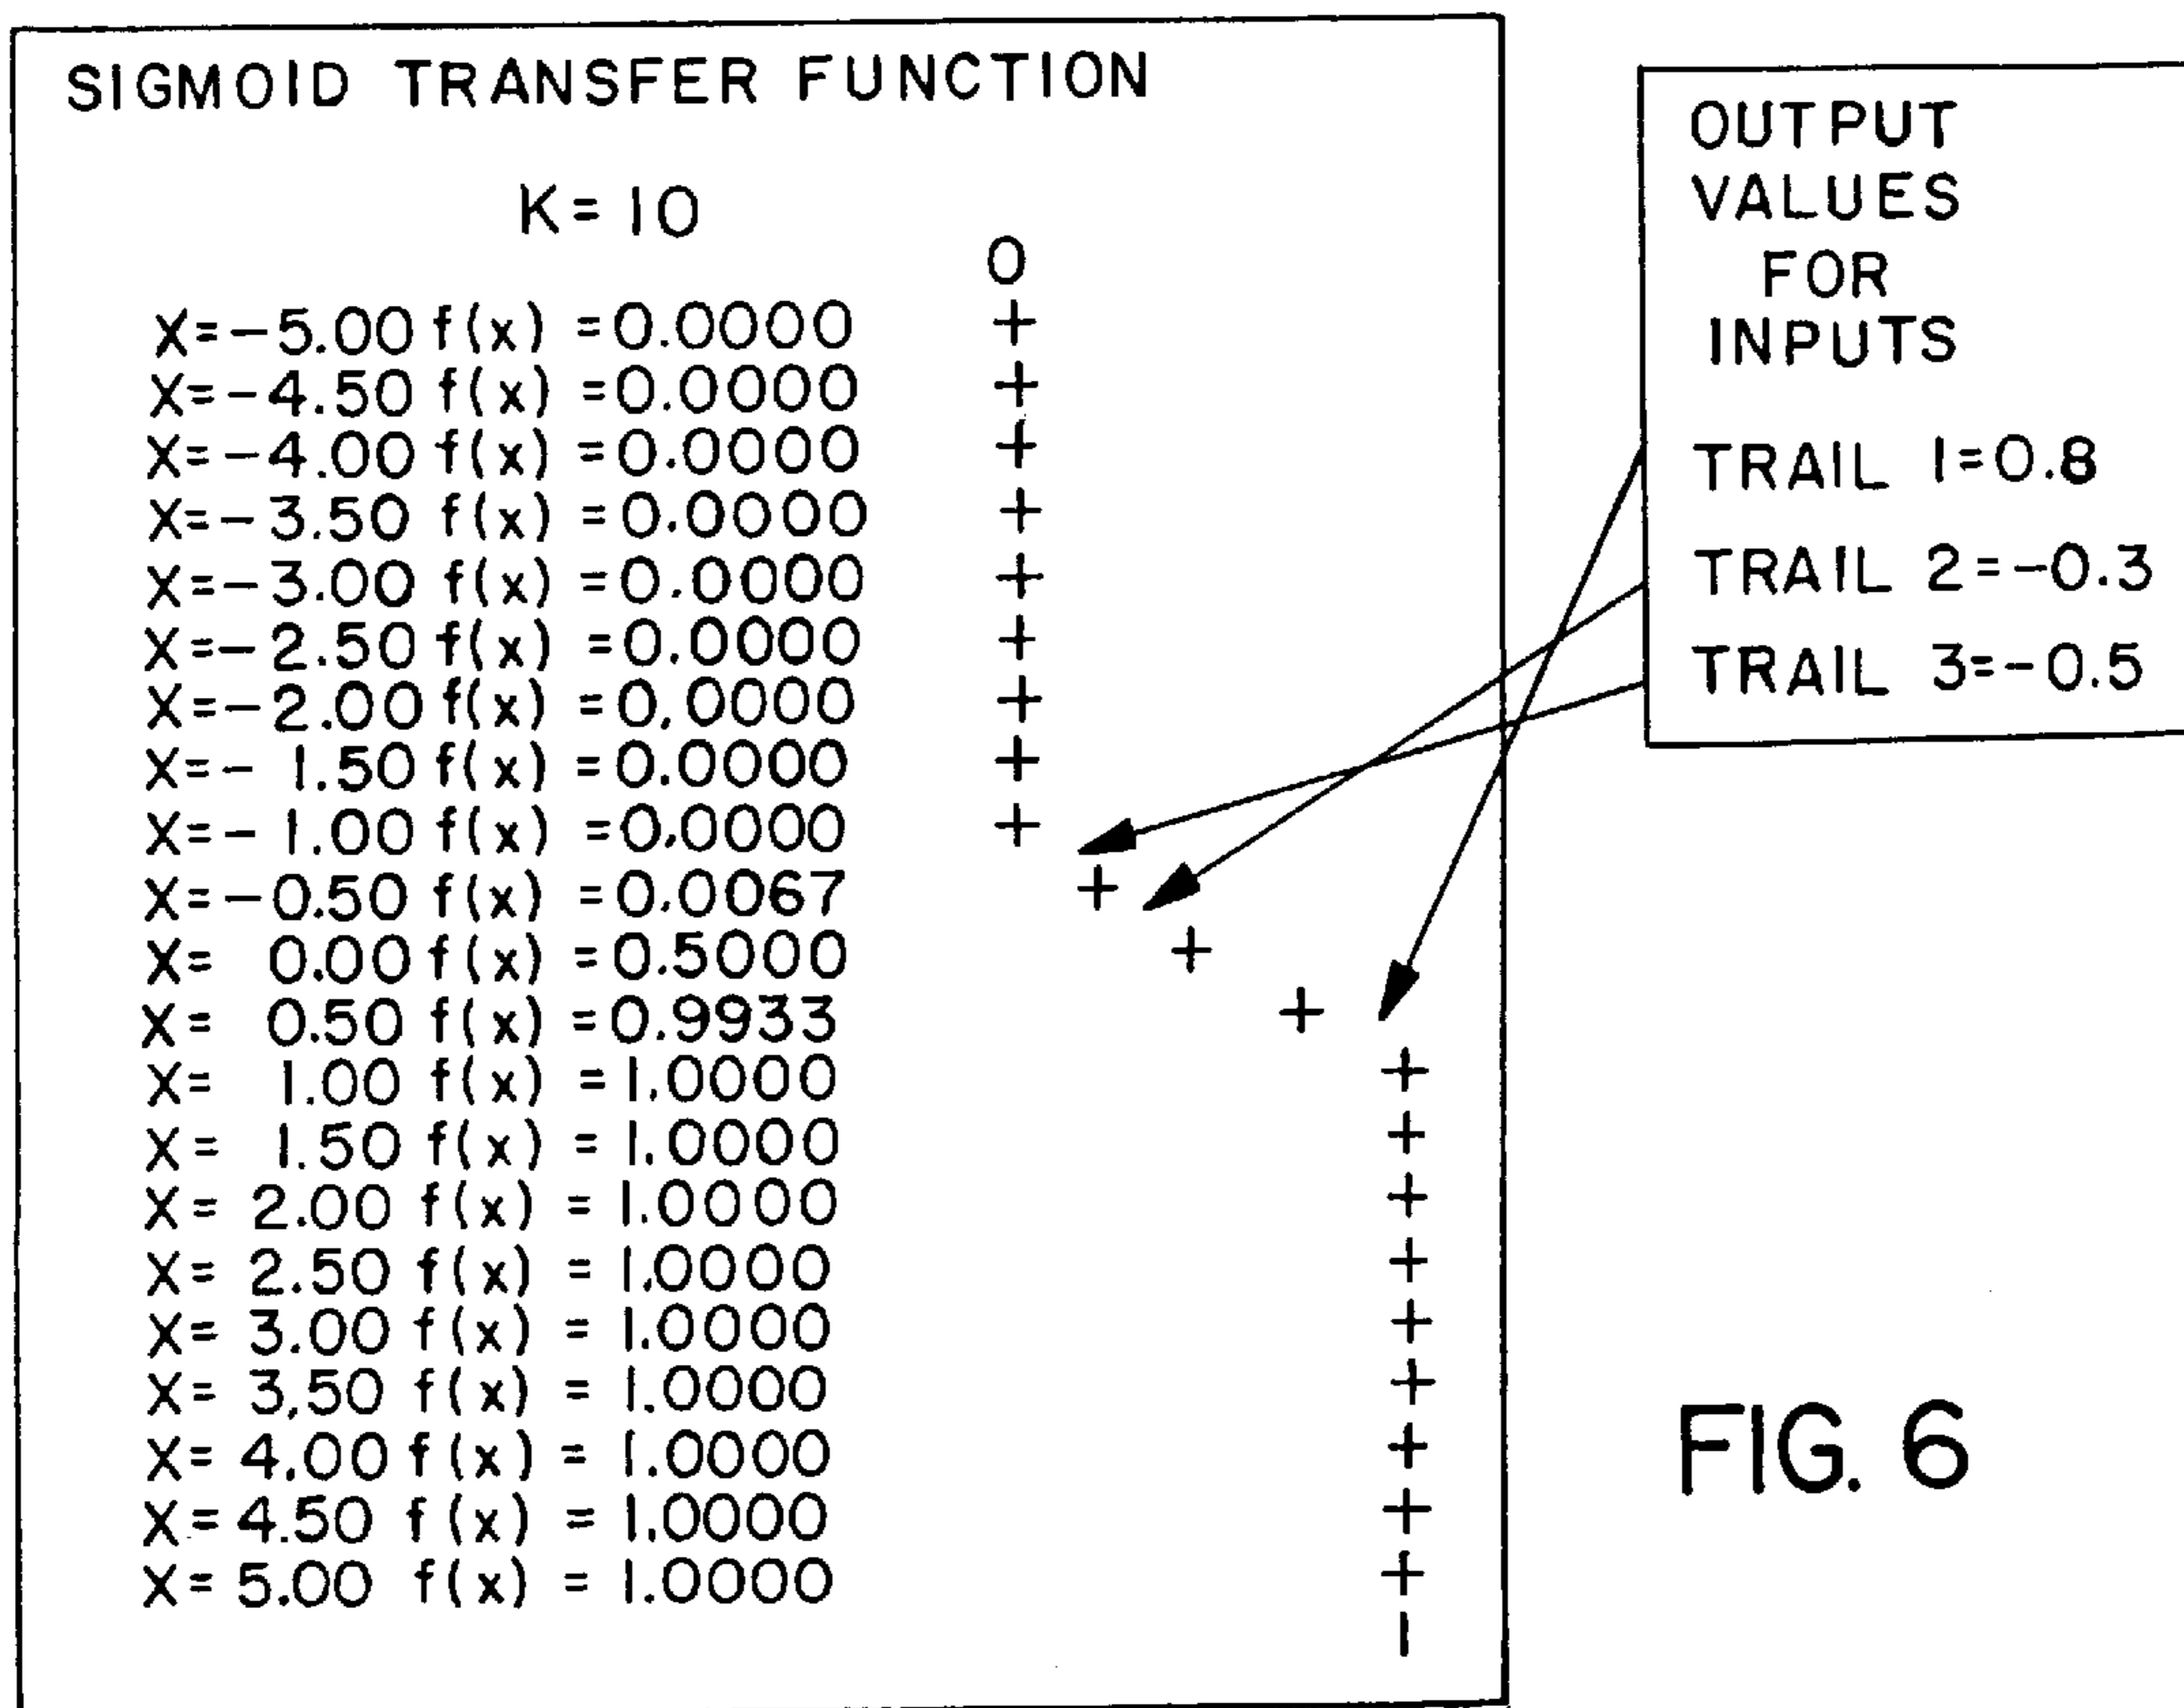 SIGMOID TRANSFER FUNCTION
K=10
0
X=-5.00 f(x) =0.0000 +
X=-4.50 f(x) =0.0000 +
X=-4.00 f(x) =0.0000 +
X=-3.50 f(x) =0.0000 +
X=-3.00 f(x) =0.0000 +
X=-2.50 f(x) =0.0000 +
X=-2.00 f(x) =0,0000 +
X=- 1.50 f(x) =0.0000 +
X=- 1.00 f(x) =0.0000 +
X=-0.50 f(x) =0.0067 +
X= 0.00 f(x) =0.5000 +
X= 0.50 f(x) =0.9933 +
X= 1.00 f(x) =1.0000 +
X= 1.50 f(x) =1.0000 +
X= 2.00 f(x) =1.0000 +
X= 2.50 f(x) =1.0000 +
X= 3.00 f(x) =1.0000 +
X= 3,50 f(x) =1.0000 +
X= 4.00 f(x) =1.0000 +
X= 4.50 f(x) =1.0000 +
X= 5.00 f(x) =1.0000 +
1
OUTPUT
VALUES
FOR
INPUTS
TRAIL 1=0.8
TRAIL 2=-0.3
TRAIL 3=-0.5
FIG. 6